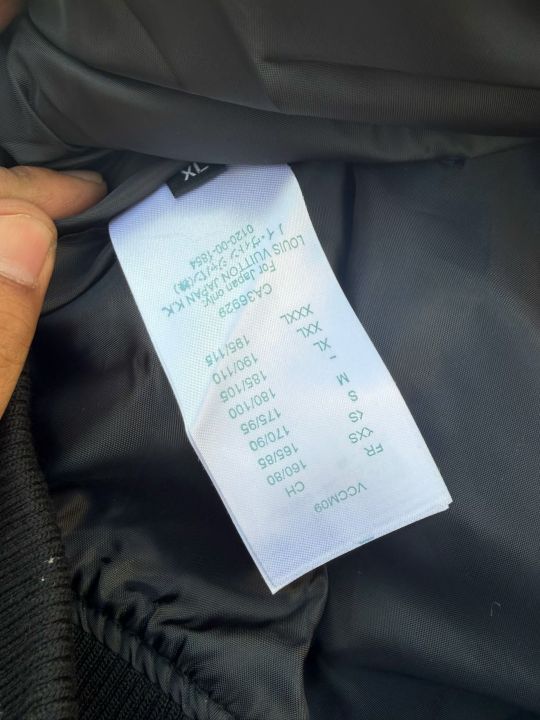 VCCM09
FR CH
XXS 160/80
XS 165/85
S 170/90
M 175/95
180/100
XL 185/105
XXL 190/110
XXXL 195/115
CA36929
For Japan only:
LOUIS VUITTON JAPAN K.K.
ルイ・ヴィトン ジャパン(株)
0120-00-1854
XL